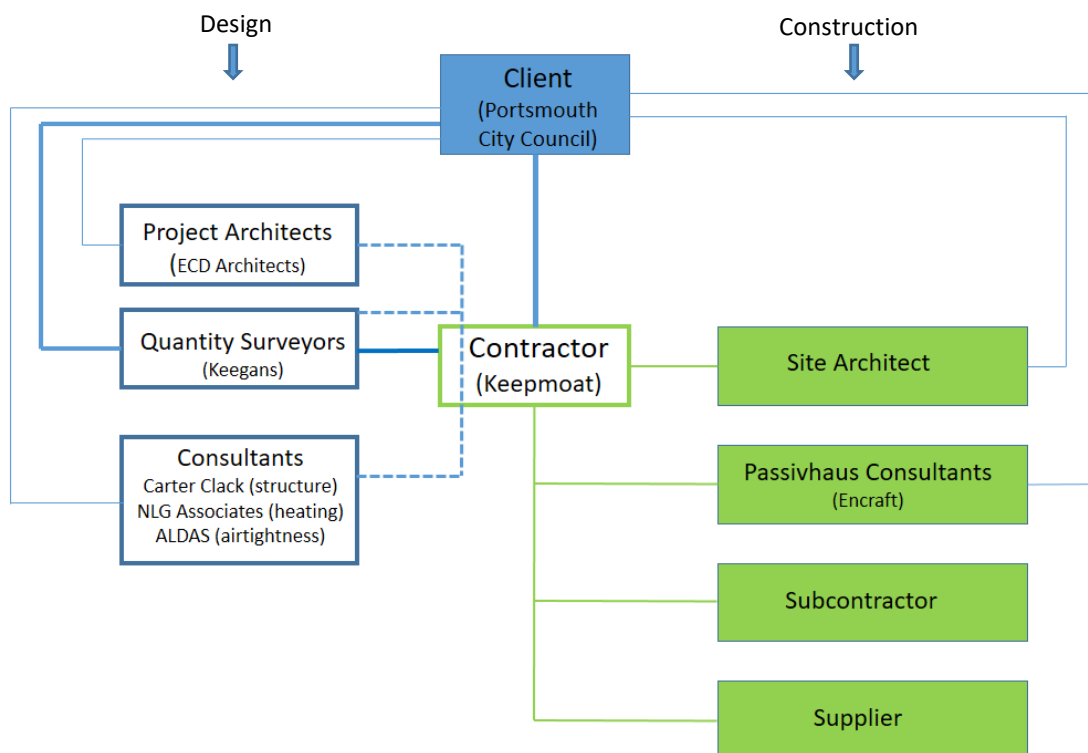 Design
Construction
Client
(Portsmouth
City Council)
Project Architects
(ECD Architects)
Quantity Surveyors
(Keegans)
Contractor
(Keepmoat)
Site Architect
Consultants
Carter Clack (structure)
NLG Associates (heating)
ALDAS (airtightness)
Passivhaus Consultants
(Encraft)
Subcontractor
Supplier